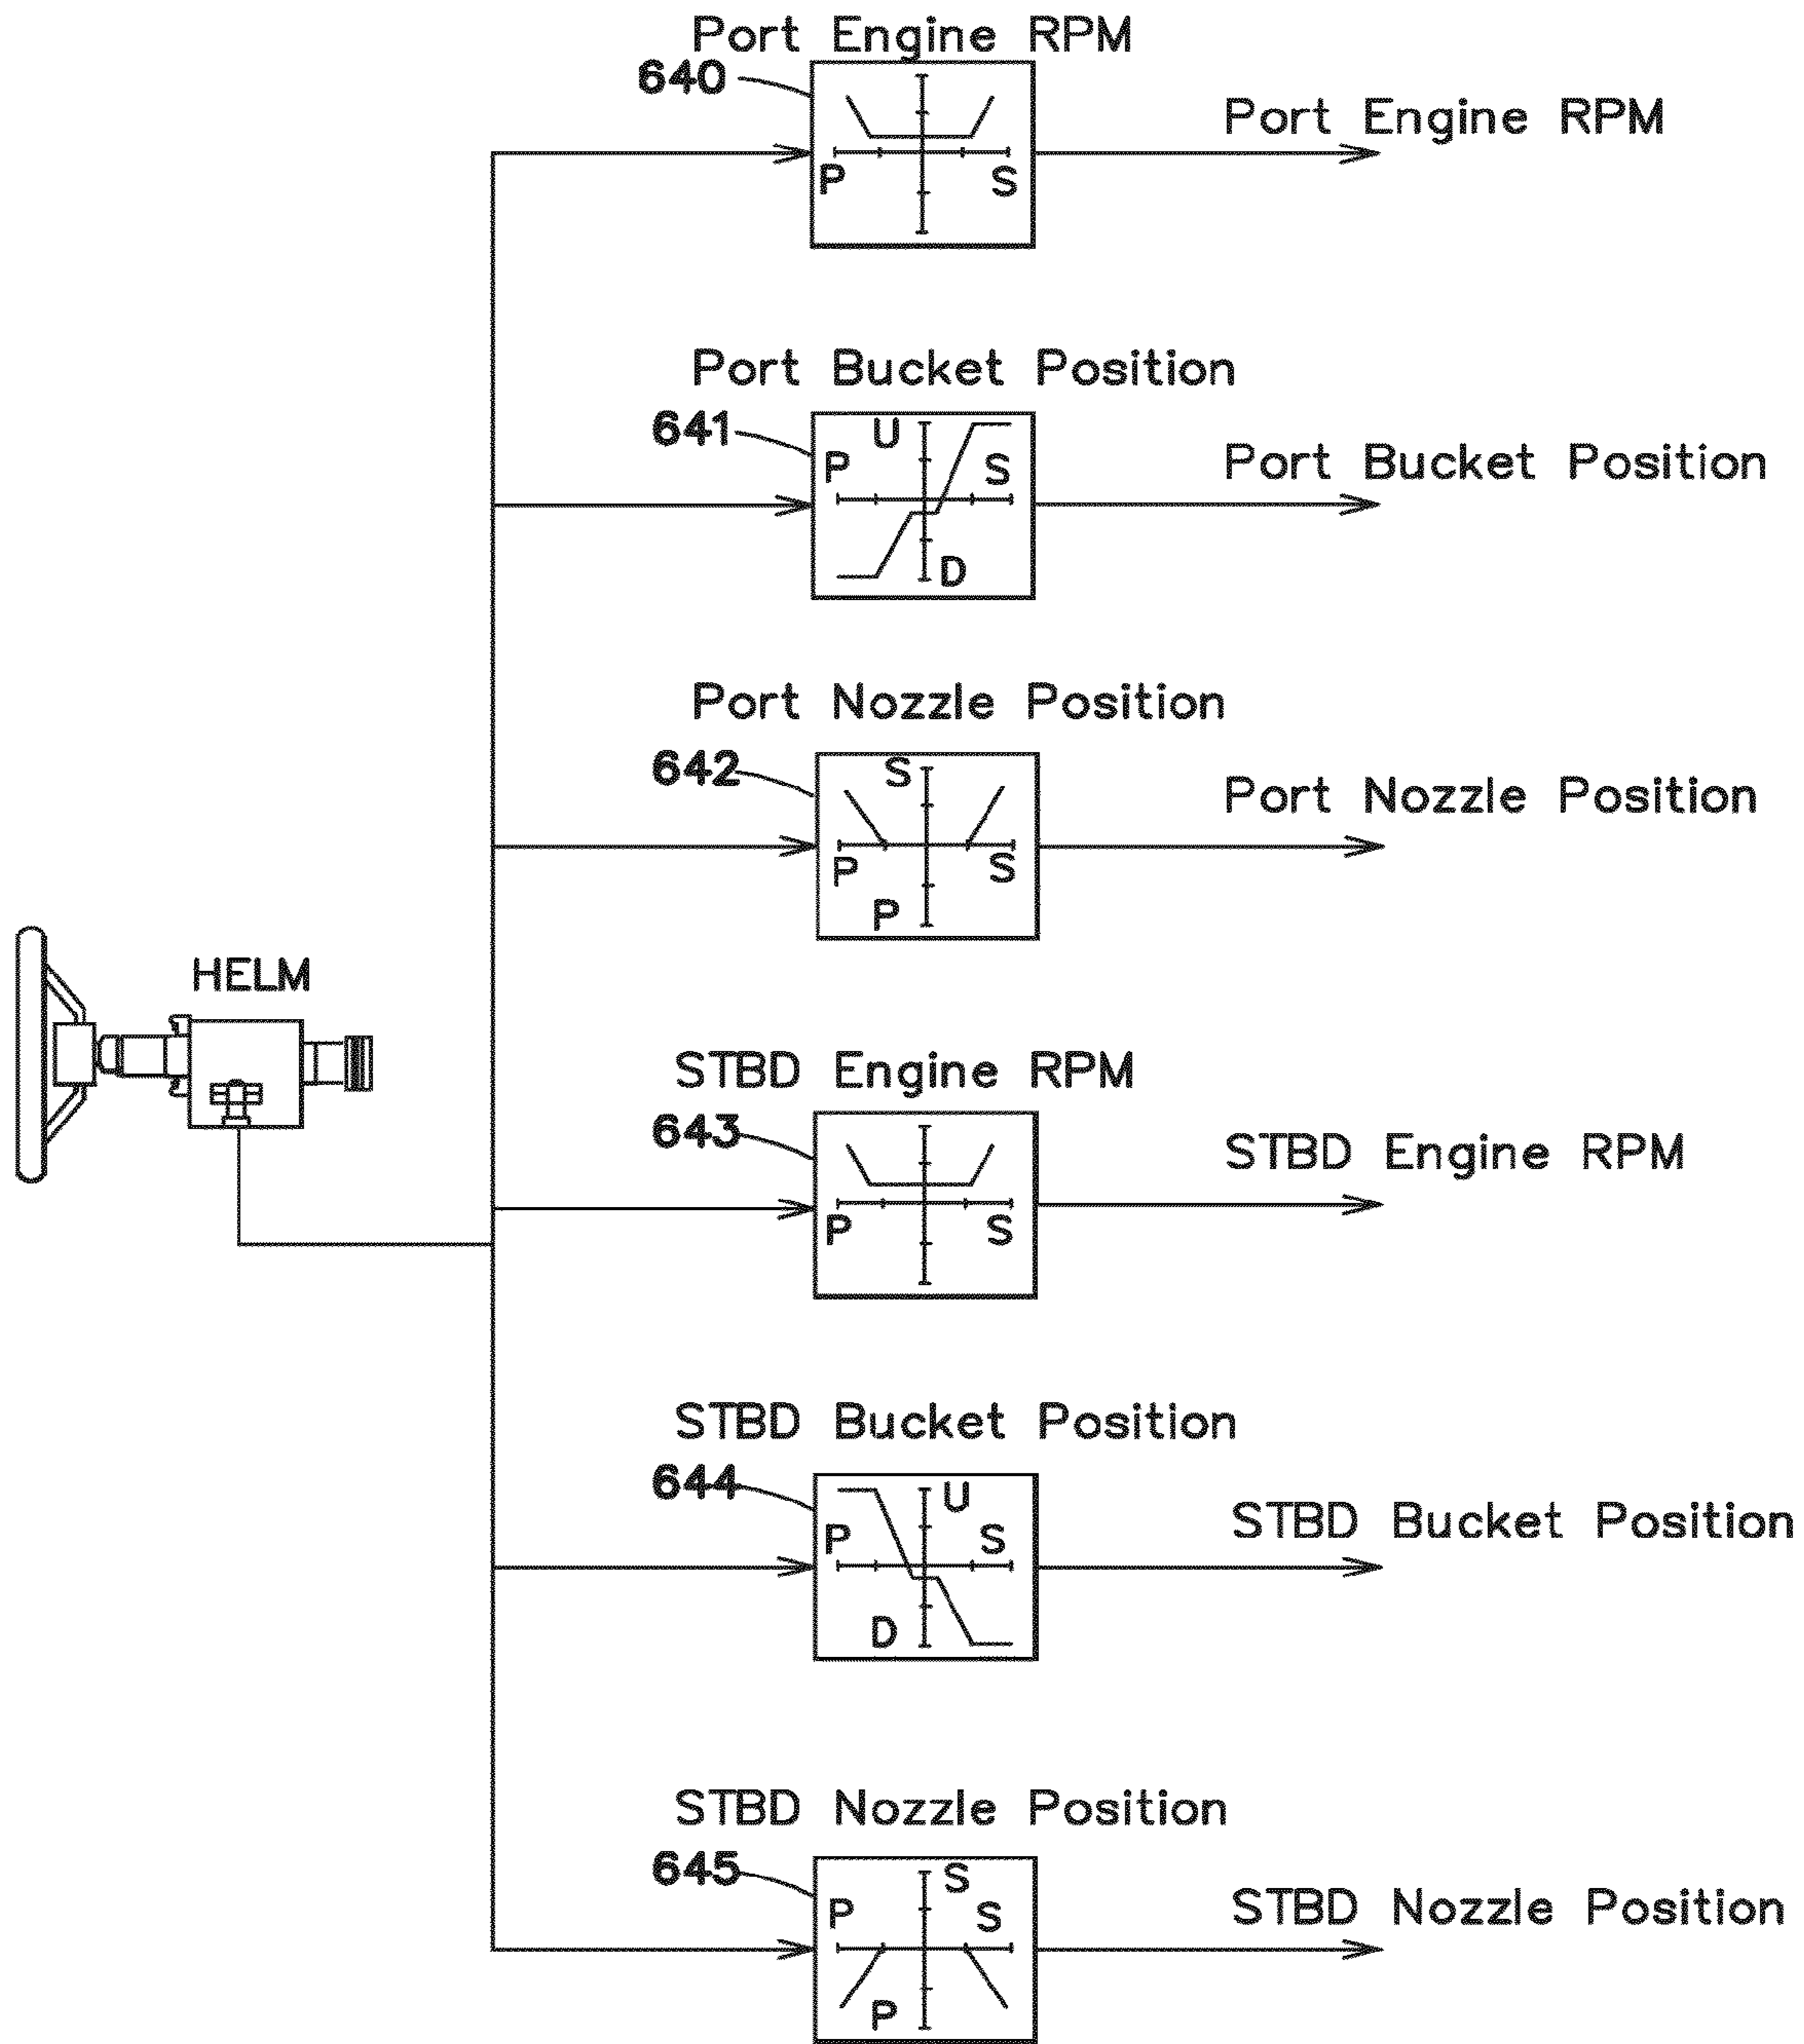 Port Engine RPM
640
Port Engine RPM
P
S
Port Bucket Position
641
U
P
S
Port Bucket Position
D
Port Nozzle Position
642
S
Port Nozzle Position
P
S
P
HELM
STBD Engine RPM
643
STBD Engine RPM
P
S
STBD Bucket Position
644
U
P
S
STBD Bucket Position
D
STBD Nozzle Position
645
S
P
S
STBD Nozzle Position
P